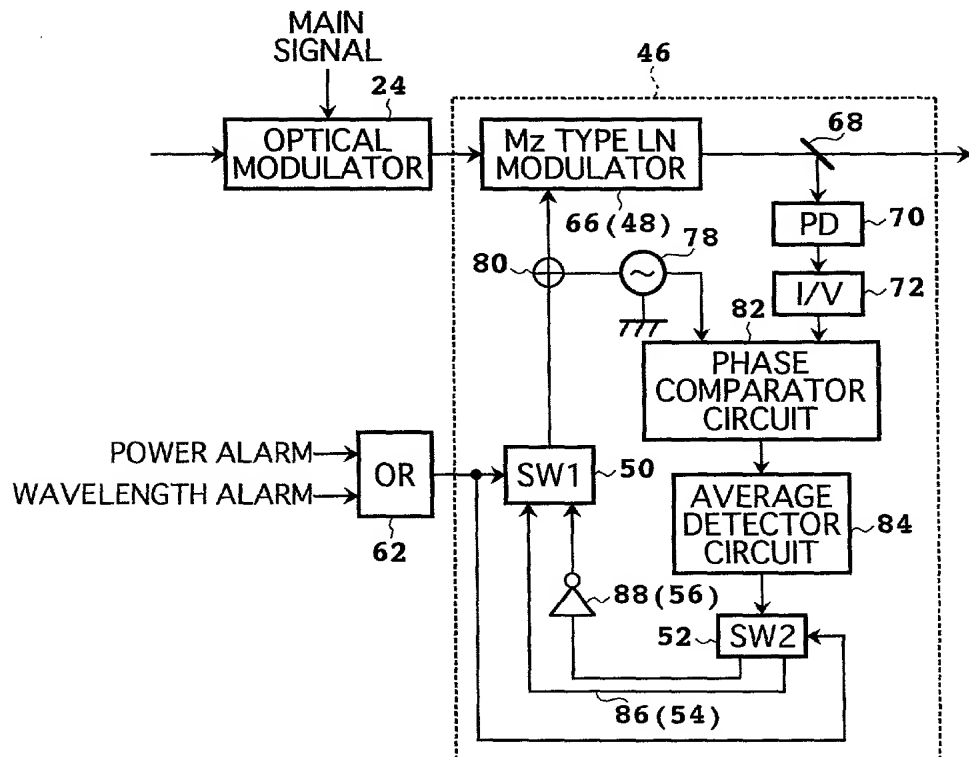 MAIN
SIGNAL
46
24
68
OPTICAL
MODULATOR
Mz TYPE LN
MODULATOR
66(48)
78
PD
70
80
~
I/V
72
82
PHASE
COMPARATOR
CIRCUIT
POWER ALARM
WAVELENGTH ALARM
OR
62
SW1
50
AVERAGE
DETECTOR
CIRCUIT
84
88(56)
52
SW2
86(54)